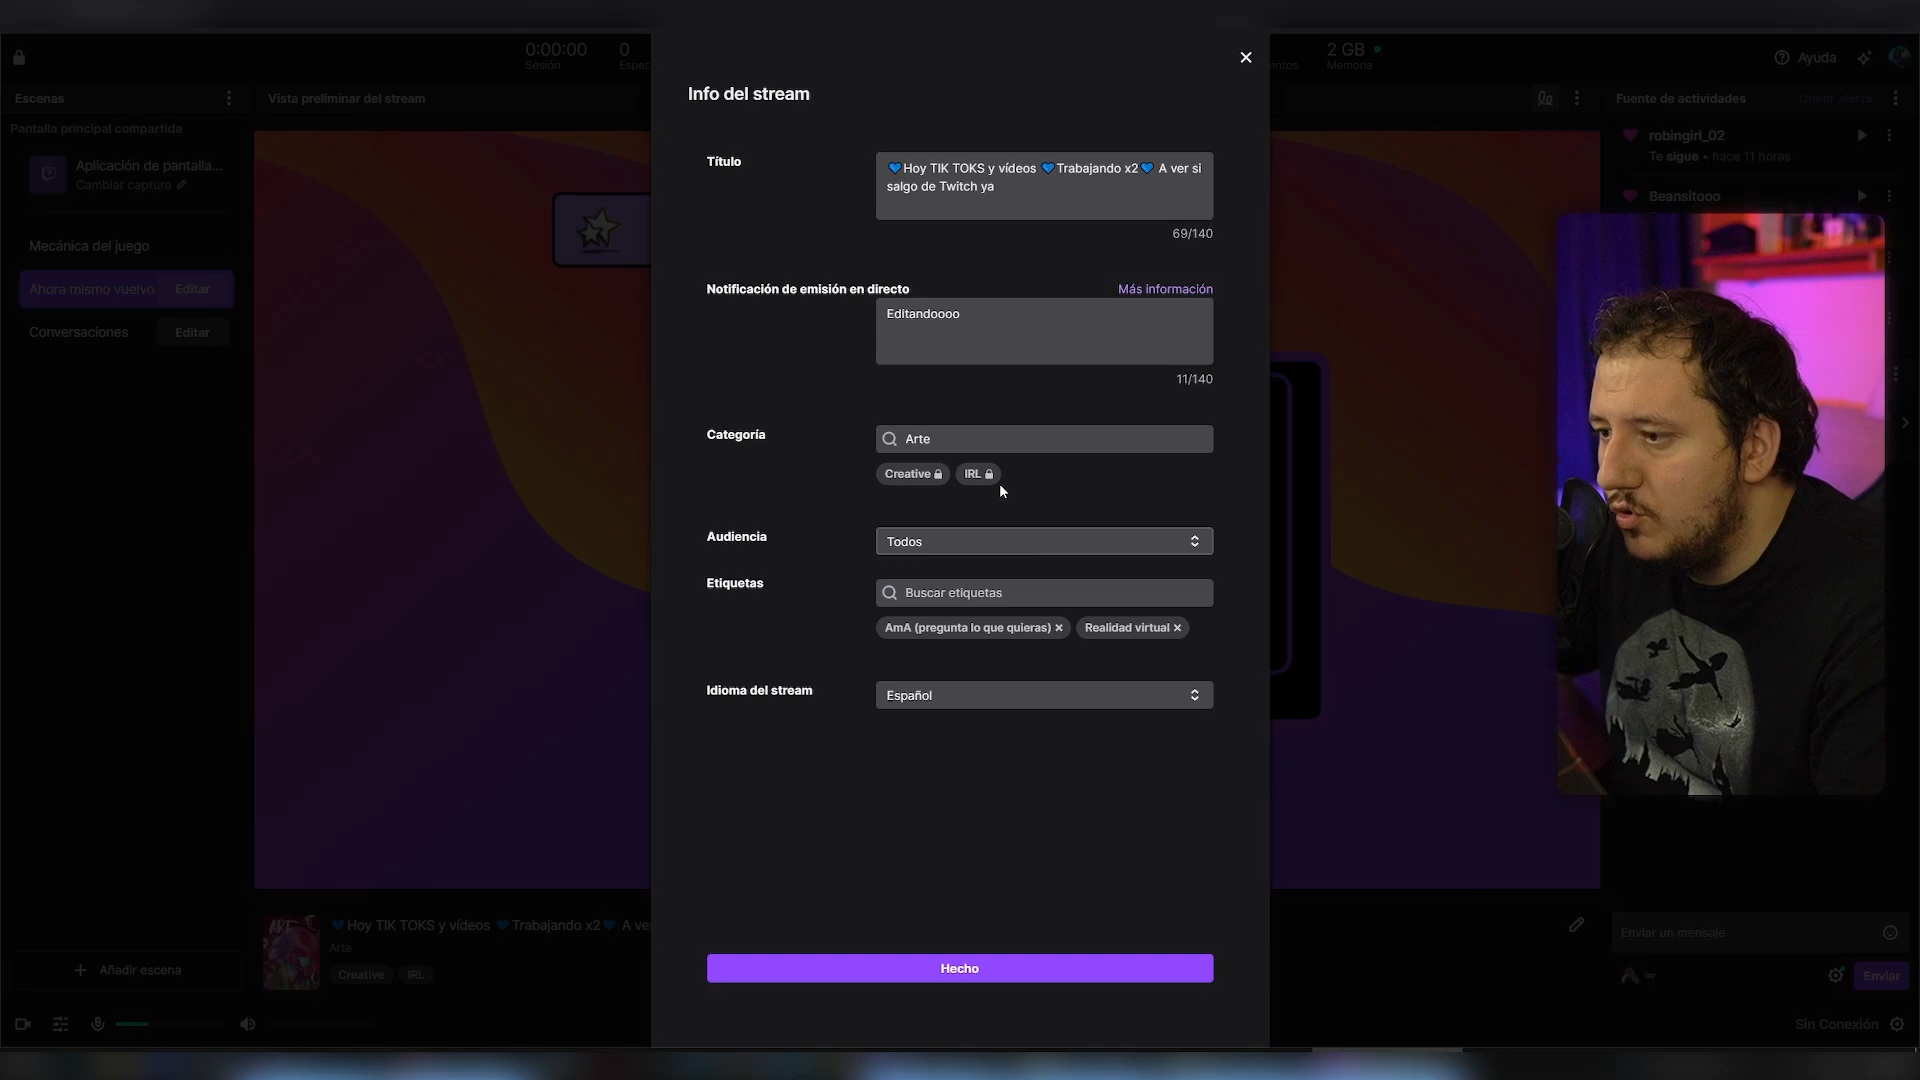 0:00:00
Sesión
0
Espec
entos
2 GB
Memoria
Ayuda
Escenas
Vista preliminar del stream
Fuente de actividades
Omitir alerta
Pantalla principal compartida
Aplicación de pantalla...
Cambiar captura
Mecánica del juego
Ahora mismo vuelvo
Editar
Conversaciones
Editar
Añadir escena
Info del stream
Título
💙Hoy TIK TOKS y vídeos 💙Trabajando x2💙 A ver si
salgo de Twitch ya
69/140
Notificación de emisión en directo
Más información
Editandoooo
11/140
Categoría
Arte
Creative
IRL
Audiencia
Todos
Etiquetas
Buscar etiquetas
AmA (pregunta lo que quieras)
Realidad virtual
Idioma del stream
Español
Hecho
ART
💙Hoy TIK TOKS y vídeos 💙Trabajando x2💙 A ve
Arte
Creative
IRL
robingirl_02
Te sigue • hace 11 horas
Beansitooo
Enviar un mensaje
Enviar
Sin Conexión